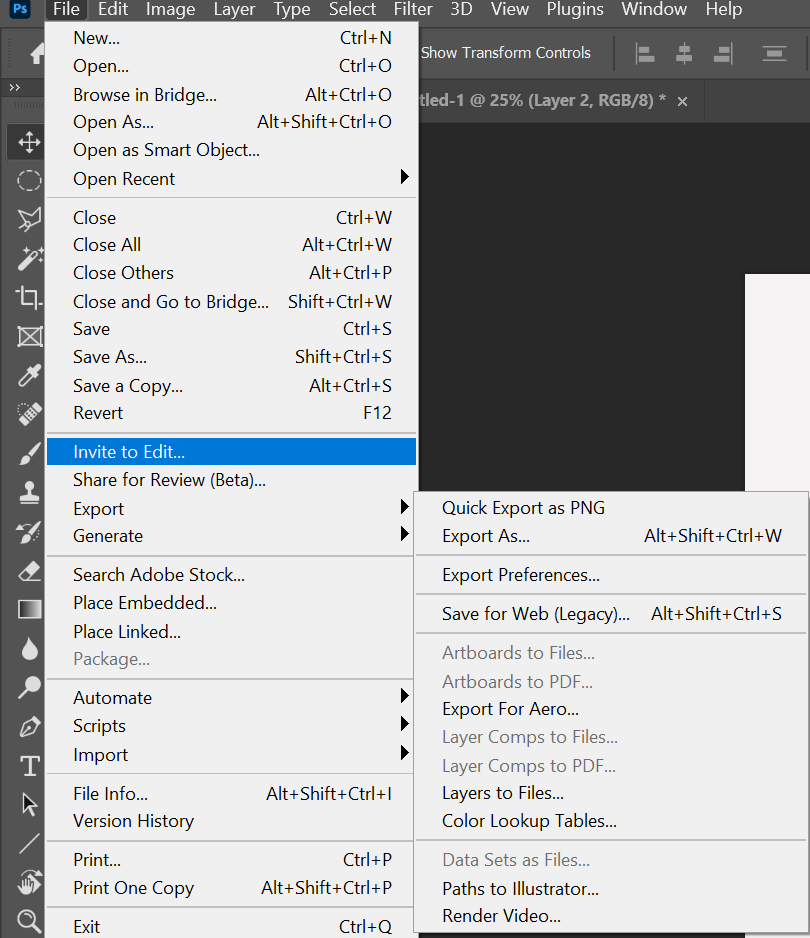 Ps File Edit Image Layer Type Select Filter 3D View Plugins Window Help
Show Transform Controls
tled-1 @ 25% (Layer 2, RGB/8) * ×
New... Ctrl+N
Open... Ctrl+O
Browse in Bridge... Alt+Ctrl+O
Open As... Alt+Shift+Ctrl+O
Open as Smart Object...
Open Recent
Close Ctrl+W
Close All Alt+Ctrl+W
Close Others Alt+Ctrl+P
Close and Go to Bridge... Shift+Ctrl+W
Save Ctrl+S
Save As... Shift+Ctrl+S
Save a Copy... Alt+Ctrl+S
Revert F12
Invite to Edit...
Share for Review (Beta)...
Export
Generate
Search Adobe Stock...
Place Embedded...
Place Linked...
Package...
Automate
Scripts
Import
File Info... Alt+Shift+Ctrl+I
Version History
Print... Ctrl+P
Print One Copy Alt+Shift+Ctrl+P
Exit Ctrl+Q
Quick Export as PNG
Export As... Alt+Shift+Ctrl+W
Export Preferences...
Save for Web (Legacy)... Alt+Shift+Ctrl+S
Artboards to Files...
Artboards to PDF...
Export For Aero...
Layer Comps to Files...
Layer Comps to PDF...
Layers to Files...
Color Lookup Tables...
Data Sets as Files...
Paths to Illustrator...
Render Video...